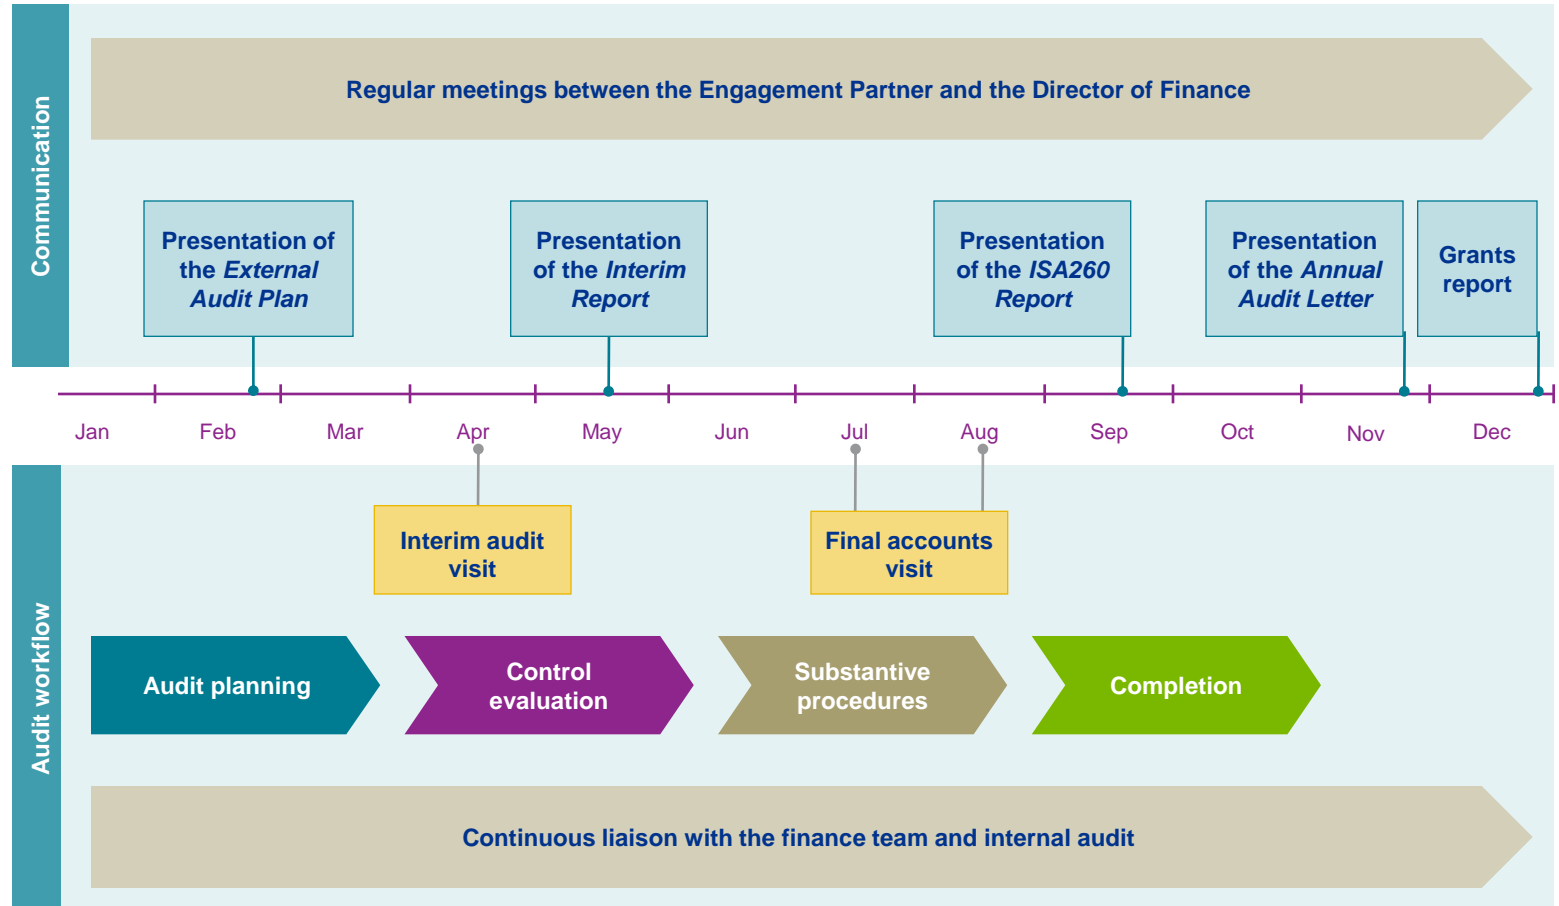 Communication
Regular meetings between the Engagement Partner and the Director of Finance
Presentation of
the External
Audit Plan
Presentation
of the Interim
Report
Presentation
of the ISA260
Report
Presentation
of the Annual
Audit Letter
Grants
report
Jan Feb Mar Apr May Jun Jul Aug Sep Oct Nov Dec
Audit workflow
Interim audit
visit
Final accounts
visit
Audit planning
Control
evaluation
Substantive
procedures
Completion
Continuous liaison with the finance team and internal audit